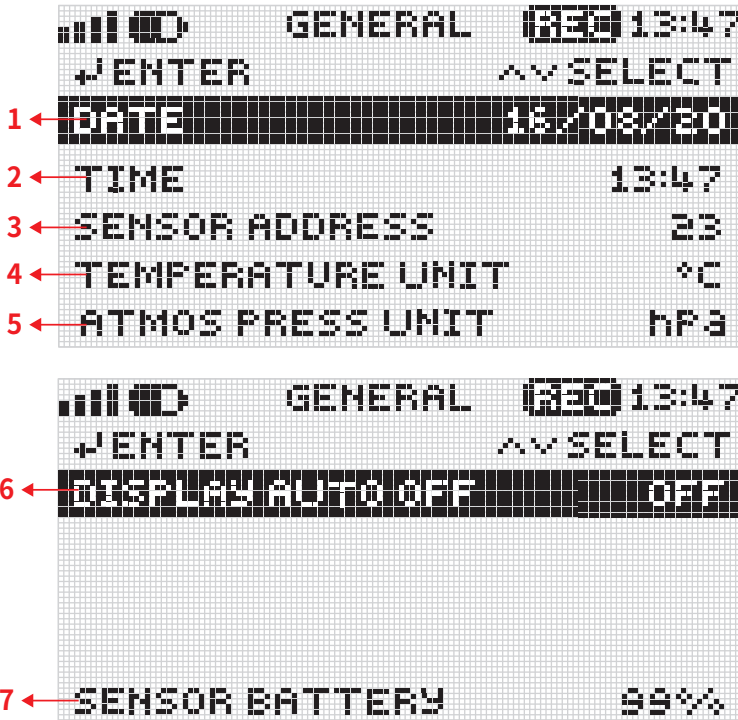 GENERAL REC 13:47
↵ ENTER ︿﹀ SELECT
1 DATE 16/08/20
2 TIME 13:47
3 SENSOR ADDRESS 23
4 TEMPERATURE UNIT °C
5 ATMOS PRESS UNIT hPa
GENERAL REC 13:47
↵ ENTER ︿﹀ SELECT
6 DISPLAY AUTO OFF OFF
7 SENSOR BATTERY 99%